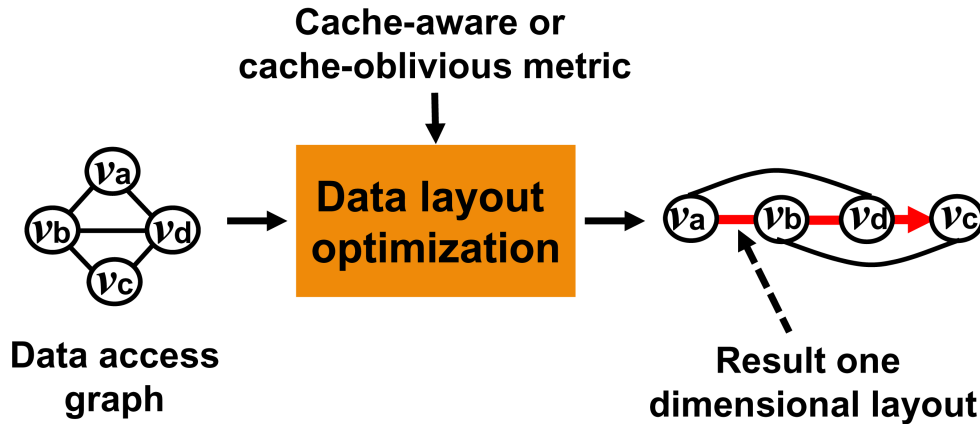 Cache-aware or
cache-oblivious metric
va
vb
vd
vc
Data access
graph
Data layout
optimization
va
vb
vd
vc
Result one
dimensional layout